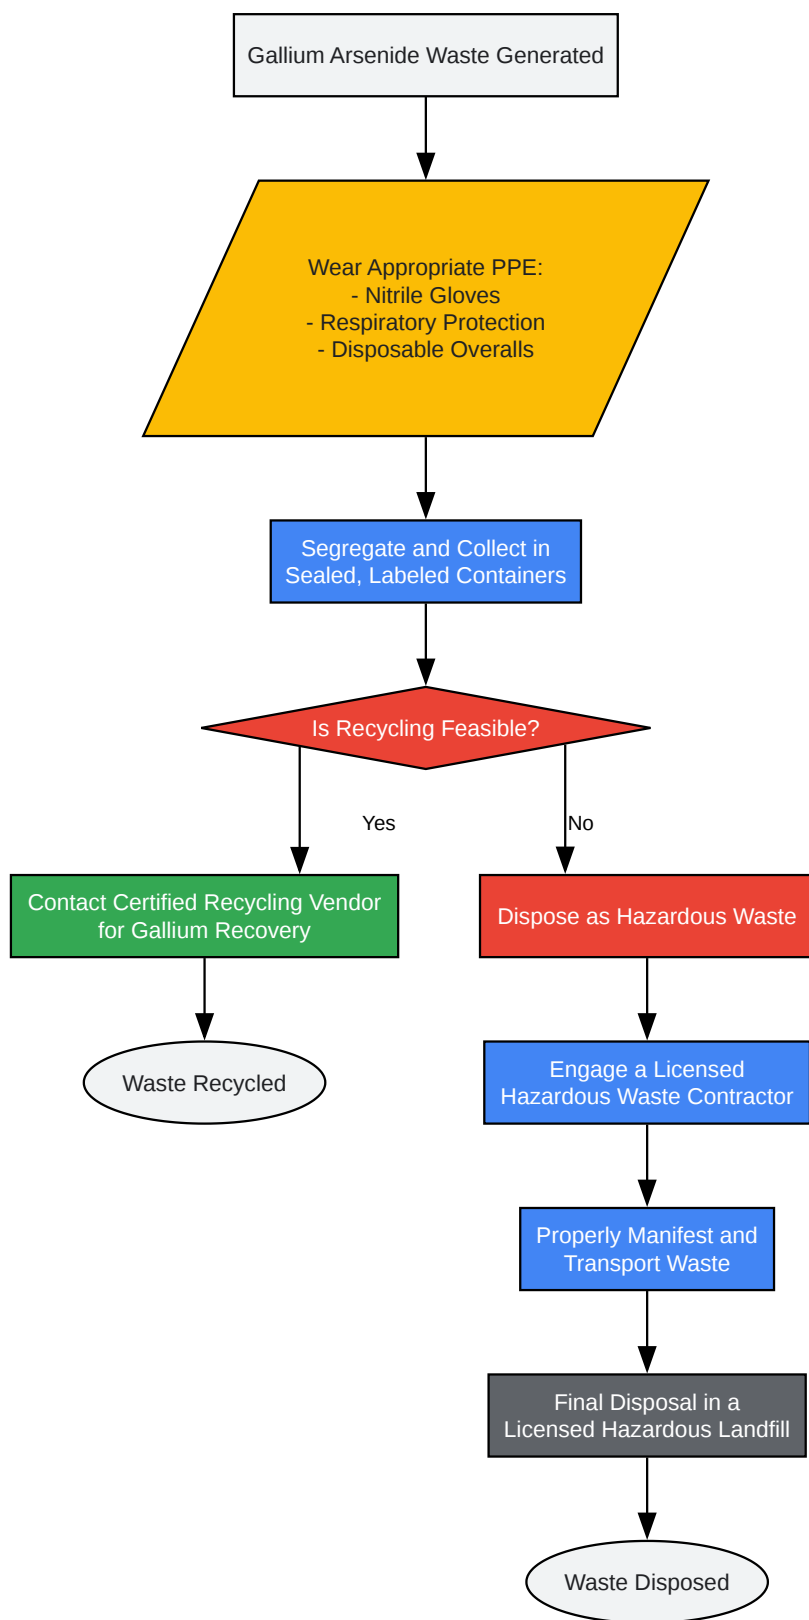 Gallium Arsenide Waste Generated
Wear Appropriate PPE:
- Nitrile Gloves
- Respiratory Protection
- Disposable Overalls
Segregate and Collect in
Sealed, Labeled Containers
Is Recycling Feasible?
Yes
No
Contact Certified Recycling Vendor
for Gallium Recovery
Dispose as Hazardous Waste
Waste Recycled
Engage a Licensed
Hazardous Waste Contractor
Properly Manifest and
Transport Waste
Final Disposal in a
Licensed Hazardous Landfill
Waste Disposed